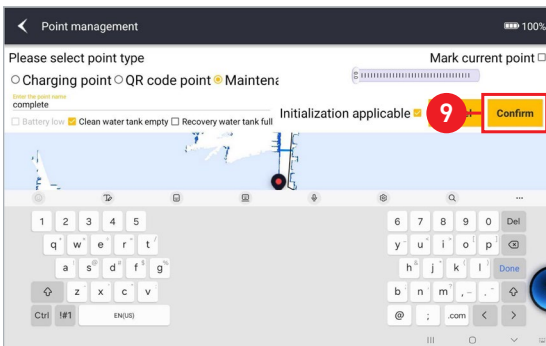 Point management
100%
Please select point type
Mark current point
Charging point QR code point Maintena
Enter the point name
complete
Initialization applicable
9
Confirm
Battery low Clean water tank empty Recovery water tank full
1 2 3 4 5 6 7 8 9 0 Del
q w e r t y u i o p
a s d f g h j k l Done
z x c v b n m , - .
Ctrl !#1 EN(US) @ ; .com < >